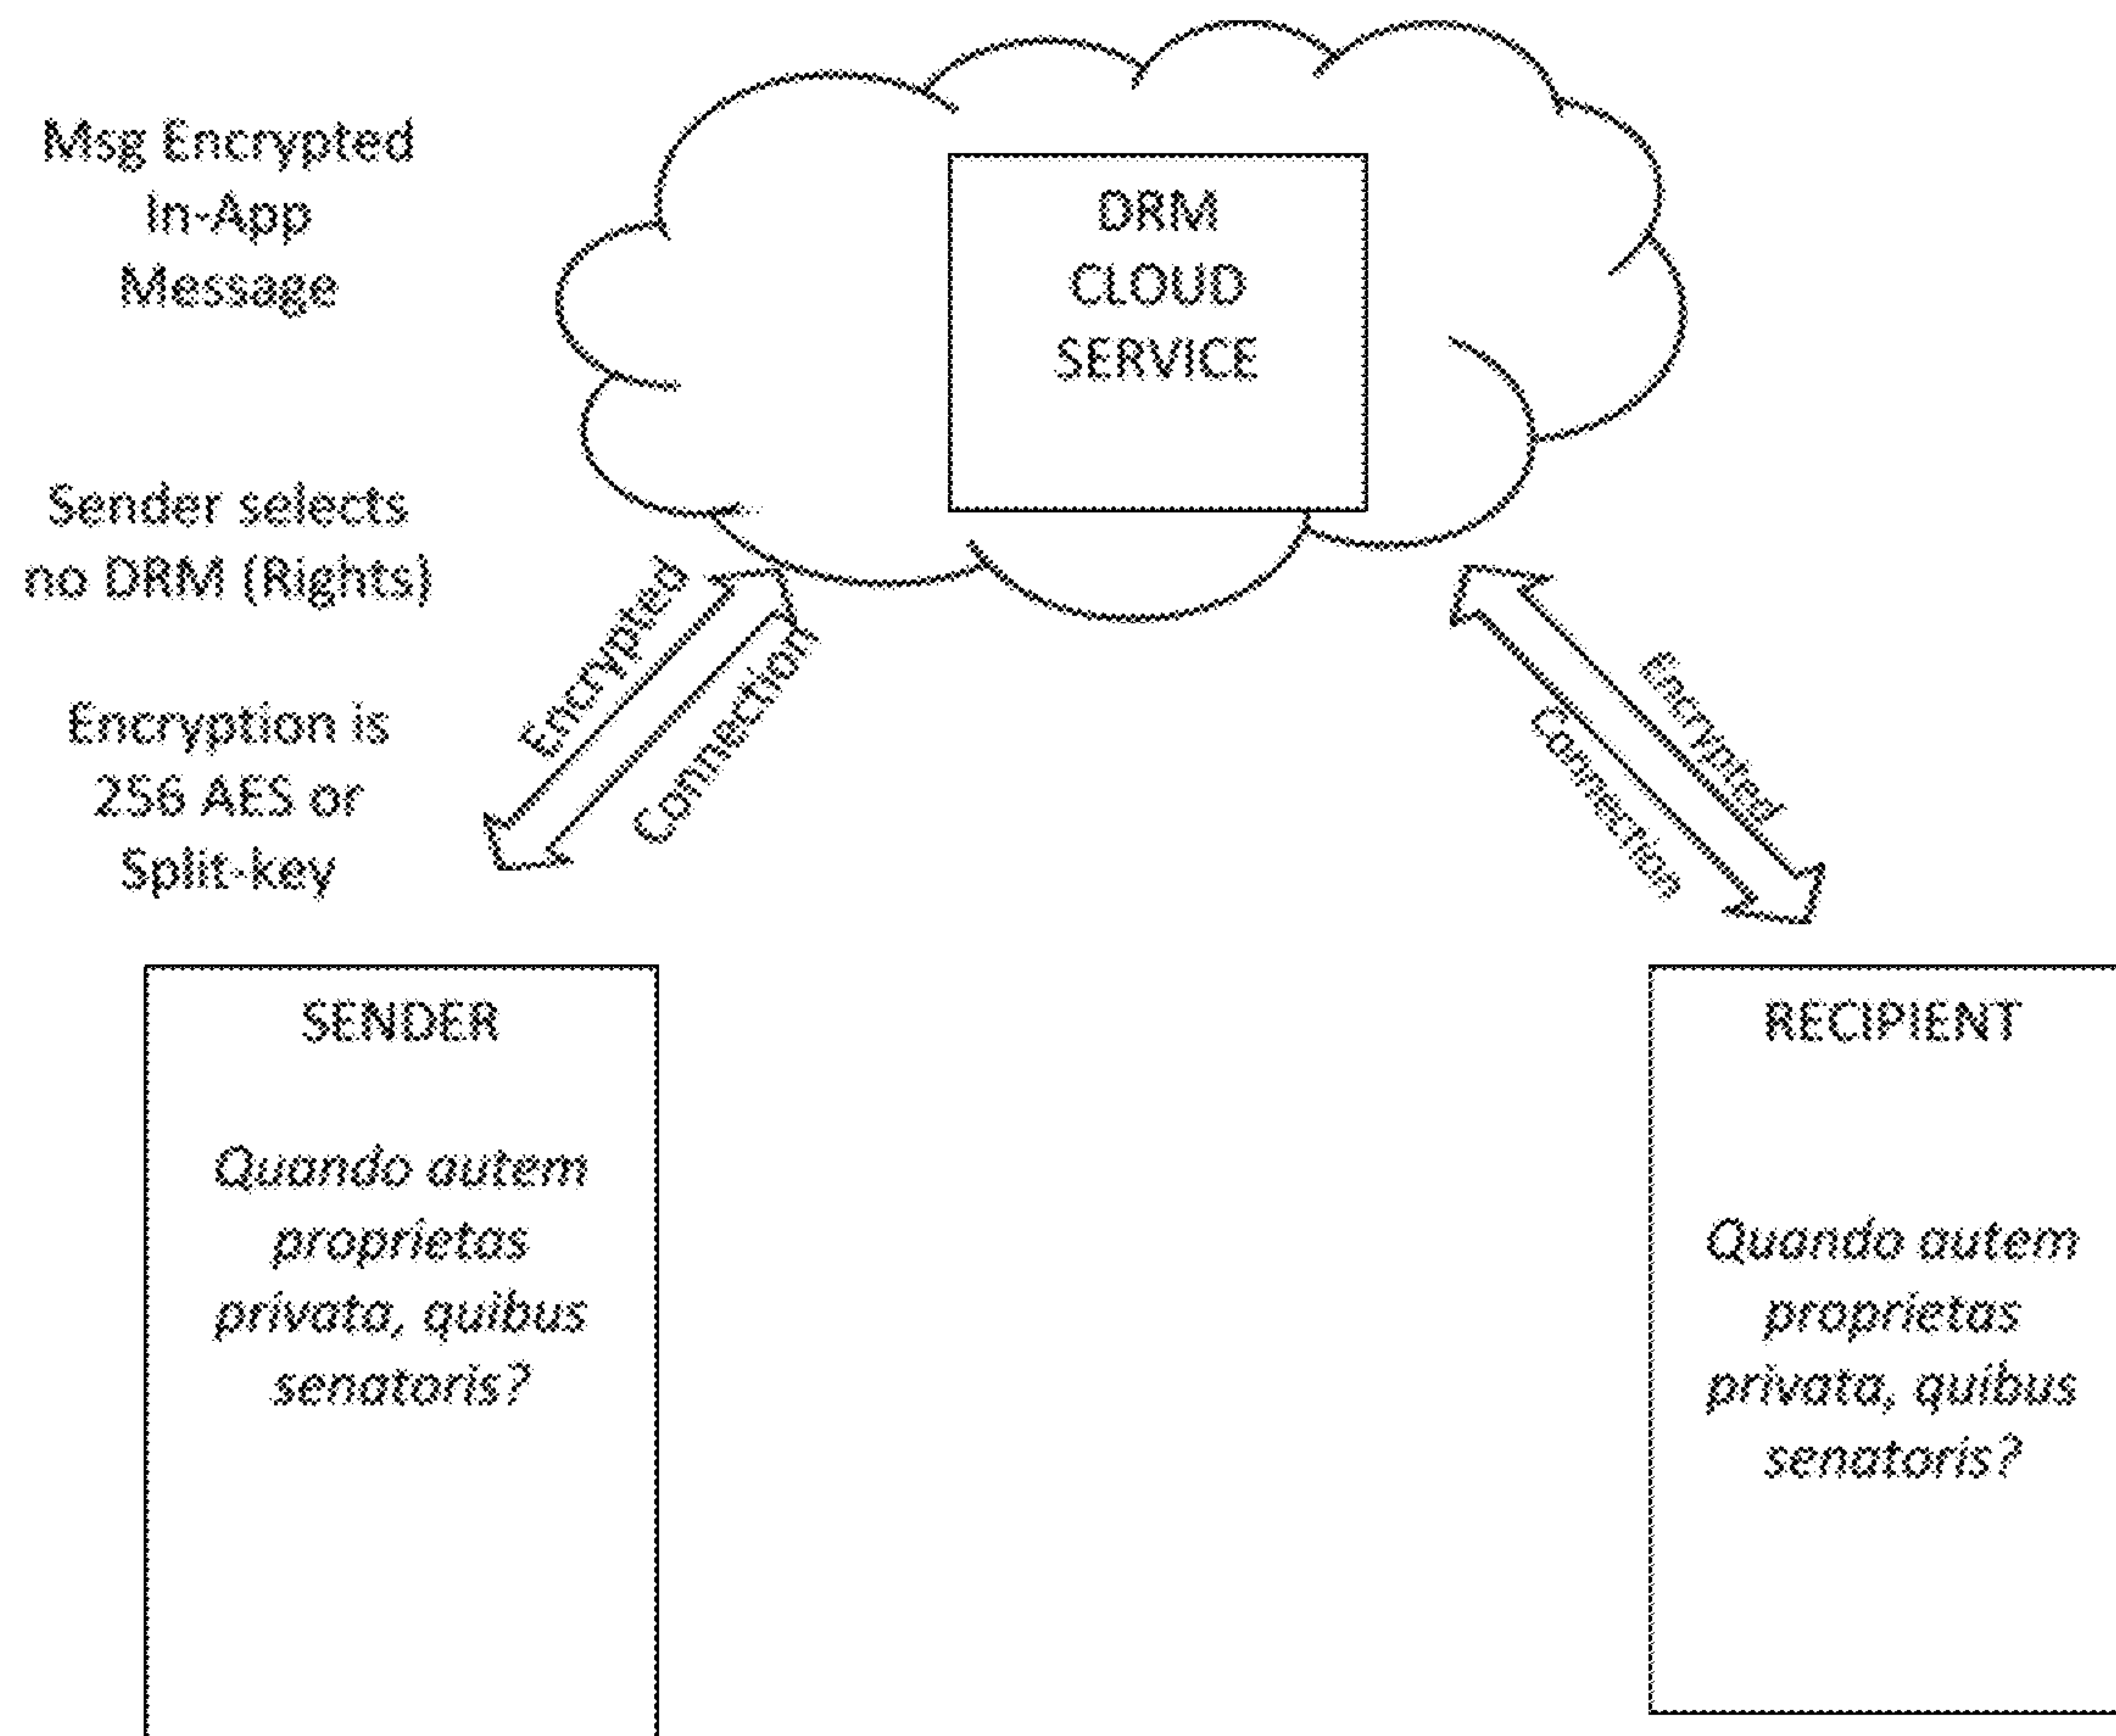 Msg Encrypted
In-App
Message
Sender selects
no DRM (Rights)
Encryption is
256 AES or
Split-key
DRM
CLOUD
SERVICE
Encrypted
Connection
Encrypted
Connection
SENDER
Quando autem
proprietas
privata, quibus
senatoris?
RECIPIENT
Quando autem
proprietas
privata, quibus
senatoris?